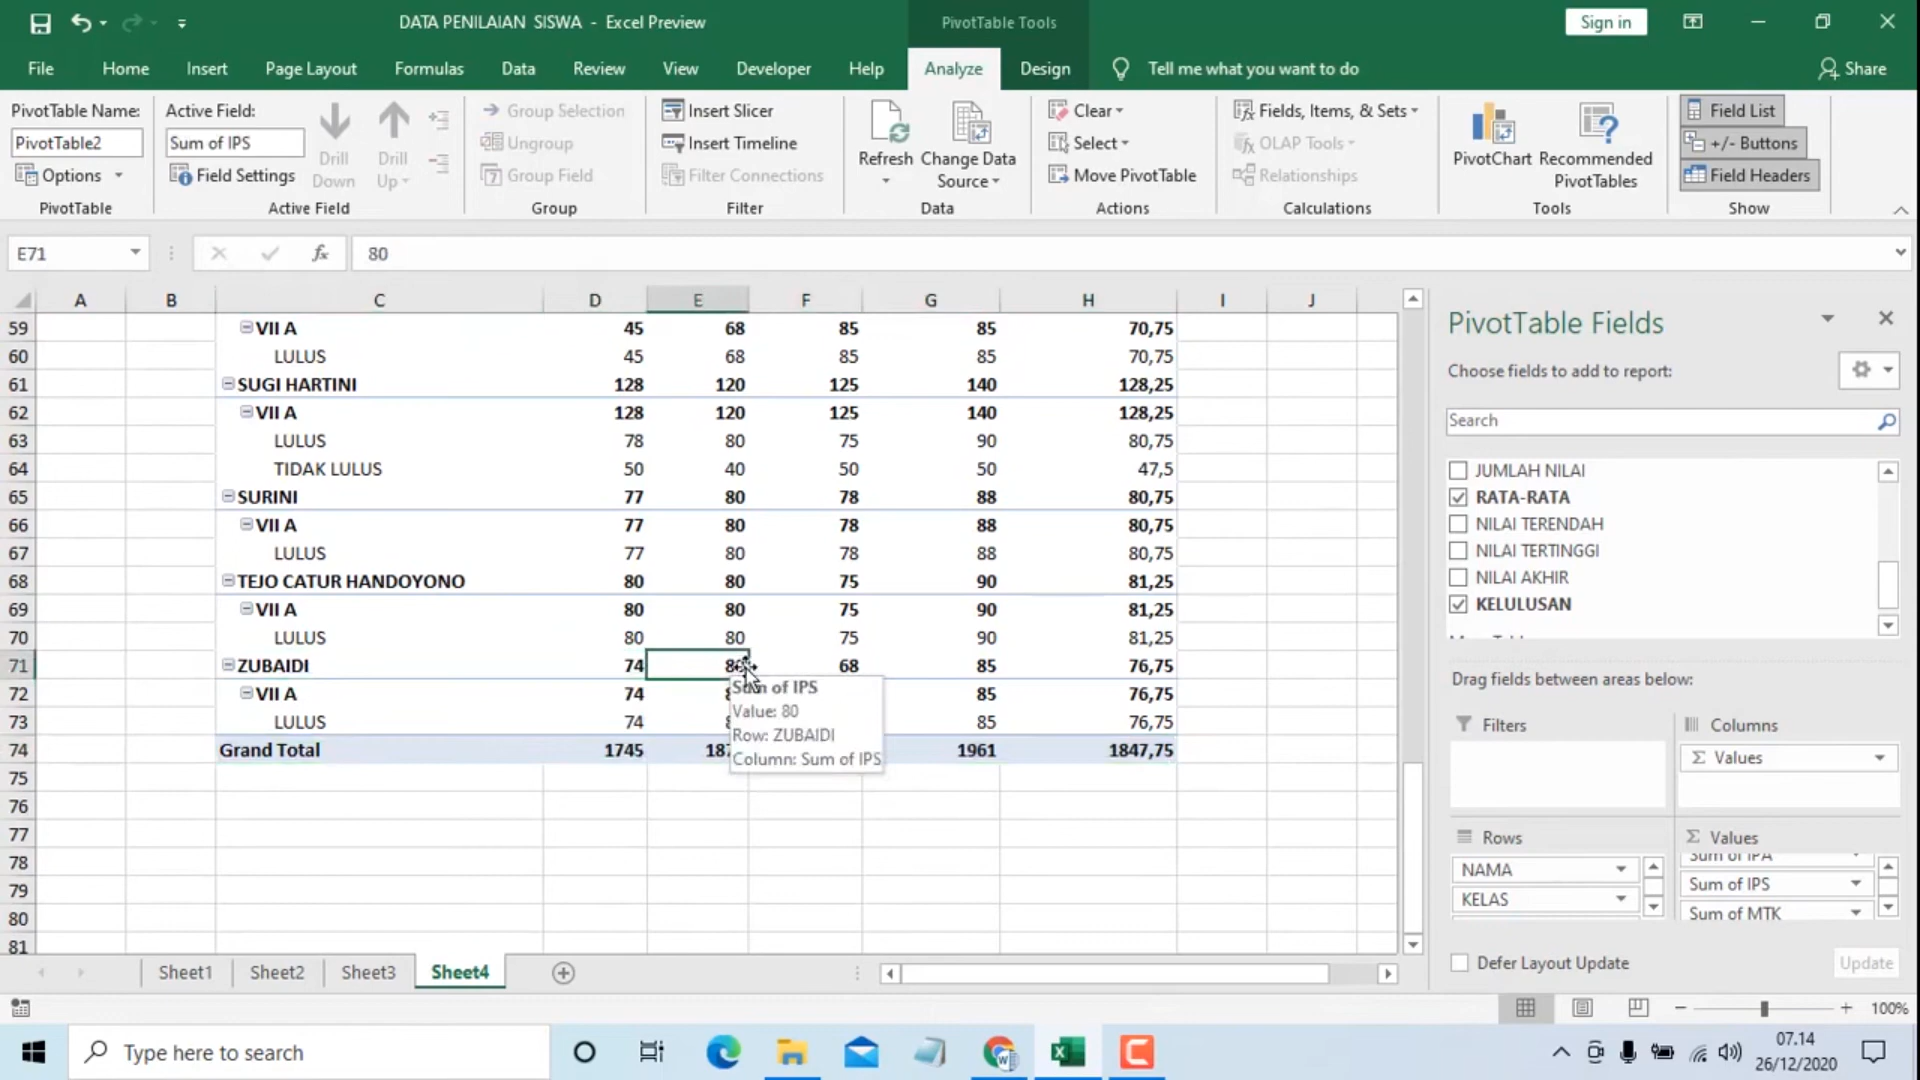 DATA PENILAIAN  SISWA  -  Excel Preview
PivotTable Tools
Sign in
File Home Insert Page Layout Formulas Data Review View Developer Help Analyze Design Tell me what you want to do Share
PivotTable Name:
PivotTable2
Options
PivotTable
Active Field:
Sum of IPS
Field Settings
Drill Down
Drill Up
Active Field
Group Selection
Ungroup
Group Field
Group
Insert Slicer
Insert Timeline
Filter Connections
Filter
Refresh
Change Data Source
Data
Clear
Select
Move PivotTable
Actions
Fields, Items, & Sets
OLAP Tools
Relationships
Calculations
PivotChart
Recommended PivotTables
Tools
Field List
+/- Buttons
Field Headers
Show
E71 fx 80
A B C D E F G H I J
59 VII A 45 68 85 85 70,75
60 LULUS 45 68 85 85 70,75
61 SUGI HARTINI 128 120 125 140 128,25
62 VII A 128 120 125 140 128,25
63 LULUS 78 80 75 90 80,75
64 TIDAK LULUS 50 40 50 50 47,5
65 SURINI 77 80 78 88 80,75
66 VII A 77 80 78 88 80,75
67 LULUS 77 80 78 88 80,75
68 TEJO CATUR HANDOYONO 80 80 75 90 81,25
69 VII A 80 80 75 90 81,25
70 LULUS 80 80 75 90 81,25
71 ZUBAIDI 74 68 85 76,75
72 VII A 74 85 76,75
73 LULUS 74 85 76,75
74 Grand Total 1745 1961 1847,75
75
76
77
78
79
80
81
Sum of IPS
Value: 80
Row: ZUBAIDI
Column: Sum of IPS
PivotTable Fields
Choose fields to add to report:
Search
JUMLAH NILAI
RATA-RATA
NILAI TERENDAH
NILAI TERTINGGI
NILAI AKHIR
KELULUSAN
Drag fields between areas below:
Filters
Columns
Σ Values
Rows
NAMA
KELAS
Σ Values
Sum of IPA
Sum of IPS
Sum of MTK
Defer Layout Update
Update
Sheet1 Sheet2 Sheet3 Sheet4
100%
Type here to search
07.14
26/12/2020